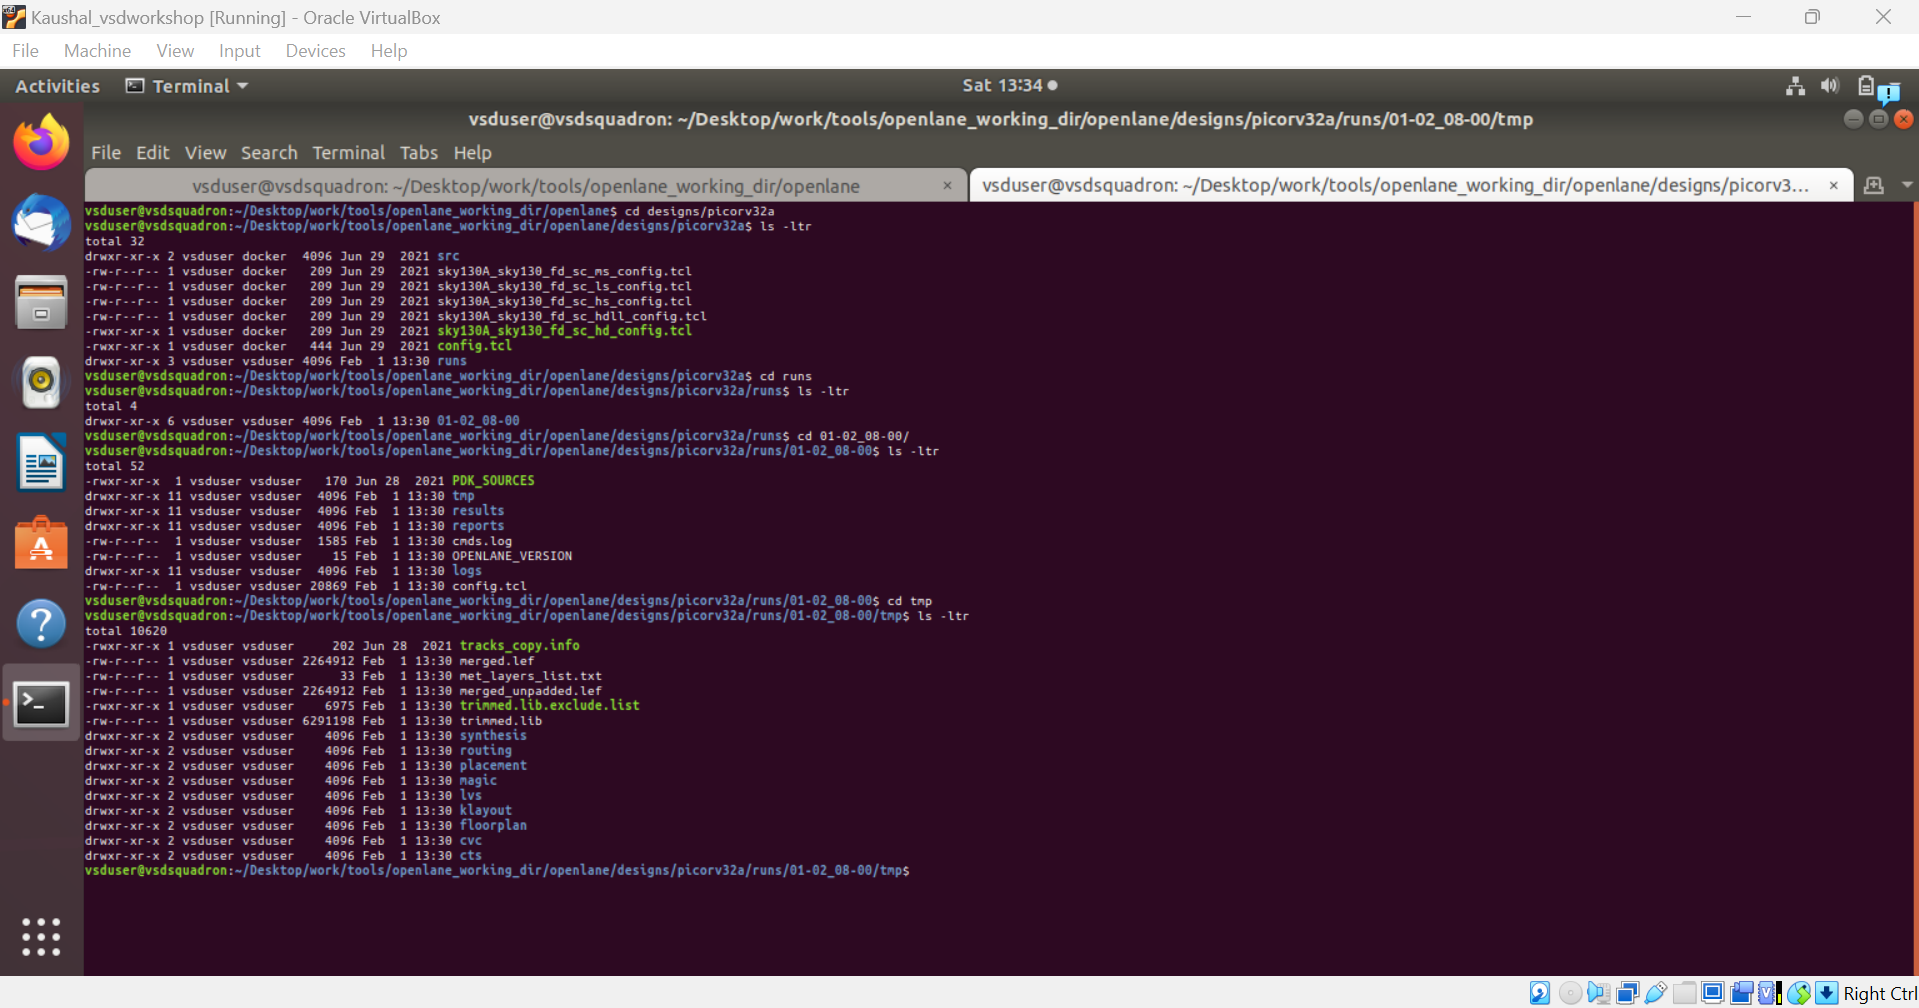 Kaushal_vsdworkshop [Running] - Oracle VirtualBox
File Machine View Input Devices Help
Activities Terminal Sat 13:34
vsduser@vsdsquadron: ~/Desktop/work/tools/openlane_working_dir/openlane/designs/picorv32a/runs/01-02_08-00/tmp
File Edit View Search Terminal Tabs Help
vsduser@vsdsquadron: ~/Desktop/work/tools/openlane_working_dir/openlane × vsduser@vsdsquadron: ~/Desktop/work/tools/openlane_working_dir/openlane/designs/picorv3... ×
vsduser@vsdsquadron:~/Desktop/work/tools/openlane_working_dir/openlane$ cd designs/picorv32a
vsduser@vsdsquadron:~/Desktop/work/tools/openlane_working_dir/openlane/designs/picorv32a$ ls -ltr
total 32
drwxr-xr-x 2 vsduser docker  4096 Jun 29  2021 src
-rw-r--r-- 1 vsduser docker   209 Jun 29  2021 sky130A_sky130_fd_sc_ms_config.tcl
-rw-r--r-- 1 vsduser docker   209 Jun 29  2021 sky130A_sky130_fd_sc_ls_config.tcl
-rw-r--r-- 1 vsduser docker   209 Jun 29  2021 sky130A_sky130_fd_sc_hs_config.tcl
-rw-r--r-- 1 vsduser docker   209 Jun 29  2021 sky130A_sky130_fd_sc_hdll_config.tcl
-rwxr-xr-x 1 vsduser docker   209 Jun 29  2021 sky130A_sky130_fd_sc_hd_config.tcl
-rwxr-xr-x 1 vsduser docker   444 Jun 29  2021 config.tcl
drwxr-xr-x 3 vsduser vsduser 4096 Feb  1 13:30 runs
vsduser@vsdsquadron:~/Desktop/work/tools/openlane_working_dir/openlane/designs/picorv32a$ cd runs
vsduser@vsdsquadron:~/Desktop/work/tools/openlane_working_dir/openlane/designs/picorv32a/runs$ ls -ltr
total 4
drwxr-xr-x 6 vsduser vsduser 4096 Feb  1 13:30 01-02_08-00
vsduser@vsdsquadron:~/Desktop/work/tools/openlane_working_dir/openlane/designs/picorv32a/runs$ cd 01-02_08-00/
vsduser@vsdsquadron:~/Desktop/work/tools/openlane_working_dir/openlane/designs/picorv32a/runs/01-02_08-00$ ls -ltr
total 52
-rwxr-xr-x  1 vsduser vsduser   170 Jun 28  2021 PDK_SOURCES
drwxr-xr-x 11 vsduser vsduser  4096 Feb  1 13:30 tmp
drwxr-xr-x 11 vsduser vsduser  4096 Feb  1 13:30 results
drwxr-xr-x 11 vsduser vsduser  4096 Feb  1 13:30 reports
-rw-r--r--  1 vsduser vsduser  1585 Feb  1 13:30 cmds.log
-rw-r--r--  1 vsduser vsduser    15 Feb  1 13:30 OPENLANE_VERSION
drwxr-xr-x 11 vsduser vsduser  4096 Feb  1 13:30 logs
-rw-r--r--  1 vsduser vsduser 20869 Feb  1 13:30 config.tcl
vsduser@vsdsquadron:~/Desktop/work/tools/openlane_working_dir/openlane/designs/picorv32a/runs/01-02_08-00$ cd tmp
vsduser@vsdsquadron:~/Desktop/work/tools/openlane_working_dir/openlane/designs/picorv32a/runs/01-02_08-00/tmp$ ls -ltr
total 10620
-rwxr-xr-x 1 vsduser vsduser     202 Jun 28  2021 tracks_copy.info
-rw-r--r-- 1 vsduser vsduser 2264912 Feb  1 13:30 merged.lef
-rw-r--r-- 1 vsduser vsduser      33 Feb  1 13:30 met_layers_list.txt
-rw-r--r-- 1 vsduser vsduser 2264912 Feb  1 13:30 merged_unpadded.lef
-rwxr-xr-x 1 vsduser vsduser    6975 Feb  1 13:30 trimmed.lib.exclude.list
-rw-r--r-- 1 vsduser vsduser 6291198 Feb  1 13:30 trimmed.lib
drwxr-xr-x 2 vsduser vsduser    4096 Feb  1 13:30 synthesis
drwxr-xr-x 2 vsduser vsduser    4096 Feb  1 13:30 routing
drwxr-xr-x 2 vsduser vsduser    4096 Feb  1 13:30 placement
drwxr-xr-x 2 vsduser vsduser    4096 Feb  1 13:30 magic
drwxr-xr-x 2 vsduser vsduser    4096 Feb  1 13:30 lvs
drwxr-xr-x 2 vsduser vsduser    4096 Feb  1 13:30 klayout
drwxr-xr-x 2 vsduser vsduser    4096 Feb  1 13:30 floorplan
drwxr-xr-x 2 vsduser vsduser    4096 Feb  1 13:30 cvc
drwxr-xr-x 2 vsduser vsduser    4096 Feb  1 13:30 cts
vsduser@vsdsquadron:~/Desktop/work/tools/openlane_working_dir/openlane/designs/picorv32a/runs/01-02_08-00/tmp$
Right Ctrl